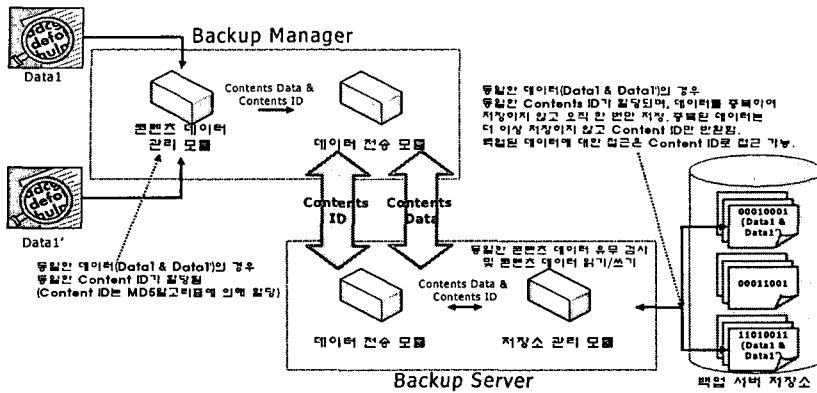 Backup Manager
Data1
Contents Data &
Contents ID
콘텐츠 데이터
관리 모듈
데이터 전송 모듈
동일한 데이터(Data1 & Data1')의 경우
동일한 Contents ID가 할당되며, 데이터를 중복하여
저장하지 않고 오직 한 번만 저장. 중복된 데이터는
더 이상 저장하지 않고 Content ID만 반환됨.
백업된 데이터에 대한 접근은 Content ID로 접근 가능.
Data1'
Contents
ID
Contents
Data
동일한 데이터(Data1 & Data1')의 경우
동일한 Content ID가 할당됨
(Content ID는 MD5알고리즘에 의해 할당)
동일한 콘텐츠 데이터 유무 검사
및 콘텐츠 데이터 읽기/쓰기
Contents Data &
Contents ID
데이터 전송 모듈
저장소 관리 모듈
Backup Server
00010001
(Data1 &
Data1')
00011001
11010011
(Data1 &
Data1')
백업 서버 저장소